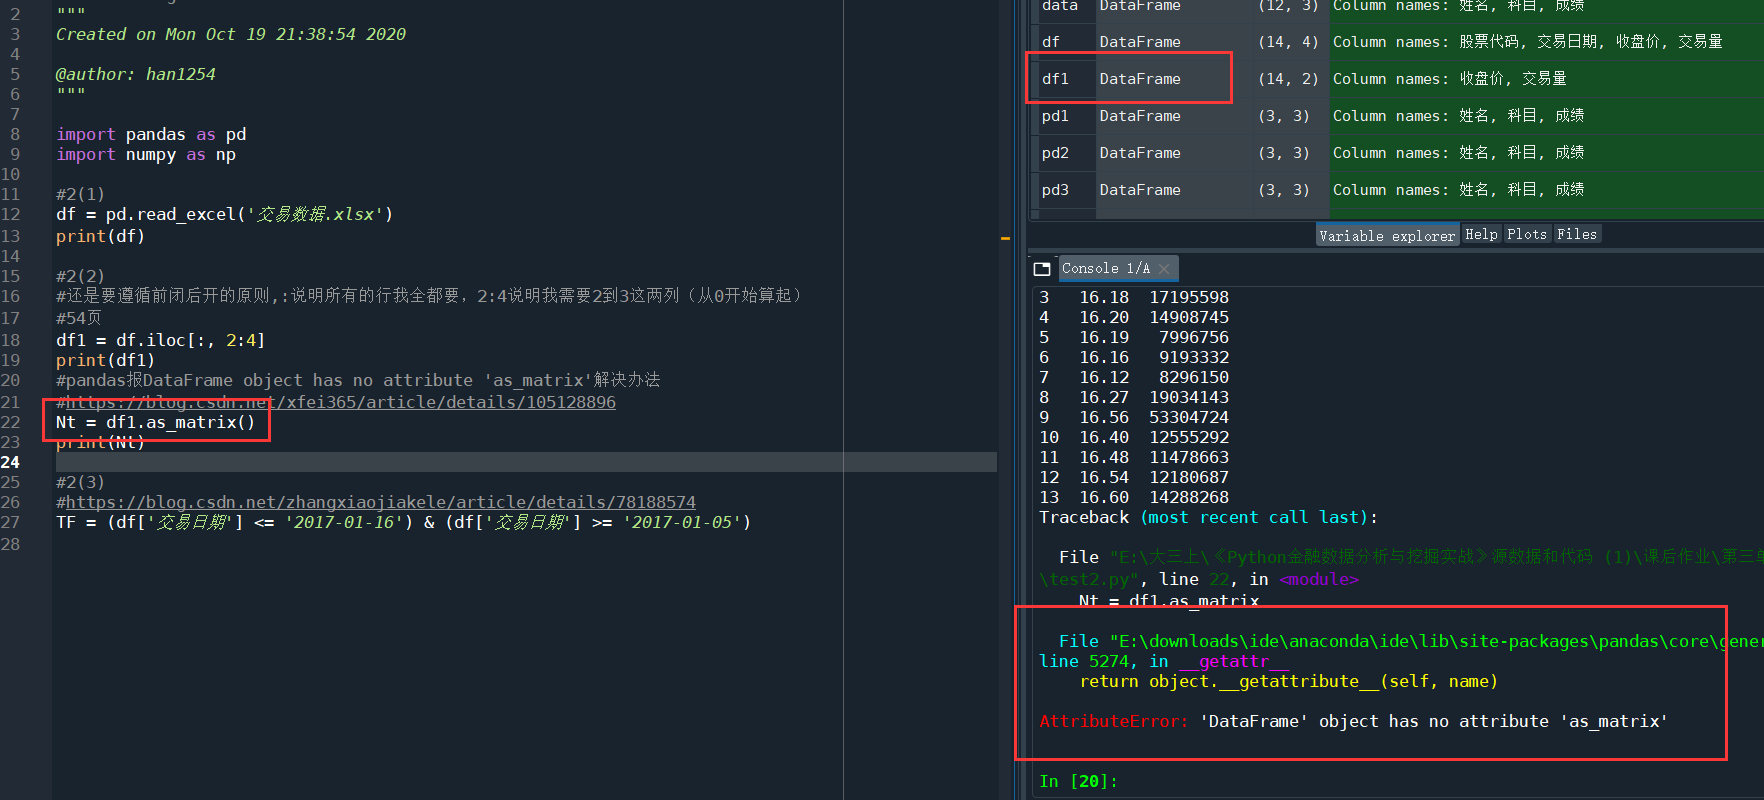 2 """
3 Created on Mon Oct 19 21:38:54 2020
4
5 @author: han1254
6 """
7
8 import pandas as pd
9 import numpy as np
10
11 #2(1)
12 df = pd.read_excel('交易数据.xlsx')
13 print(df)
14
15 #2(2)
16 #还是要遵循前闭后开的原则,:说明所有的行我全都要，2:4说明我需要2到3这两列（从0开始算起）
17 #54页
18 df1 = df.iloc[:, 2:4]
19 print(df1)
20 #pandas报DataFrame object has no attribute 'as_matrix'解决办法
21 #https://blog.csdn.net/xfei365/article/details/105128896
22 Nt = df1.as_matrix()
23 print(Nt)
24
25 #2(3)
26 #https://blog.csdn.net/zhangxiaojiakele/article/details/78188574
27 TF = (df['交易日期'] <= '2017-01-16') & (df['交易日期'] >= '2017-01-05')
28
data DataFrame (12, 3) Column names: 姓名, 科目, 成绩
df DataFrame (14, 4) Column names: 股票代码, 交易日期, 收盘价, 交易量
df1 DataFrame (14, 2) Column names: 收盘价, 交易量
pd1 DataFrame (3, 3) Column names: 姓名, 科目, 成绩
pd2 DataFrame (3, 3) Column names: 姓名, 科目, 成绩
pd3 DataFrame (3, 3) Column names: 姓名, 科目, 成绩
Variable explorer Help Plots Files
Console 1/A
3 16.18 17195598
4 16.20 14908745
5 16.19 7996756
6 16.16 9193332
7 16.12 8296150
8 16.27 19034143
9 16.56 53304724
10 16.40 12555292
11 16.48 11478663
12 16.54 12180687
13 16.60 14288268
Traceback (most recent call last):
File "E:\大三上\《Python金融数据分析与挖掘实战》源数据和代码 (1)\课后作业\第三单
\test2.py", line 22, in <module>
Nt = df1.as_matrix
File "E:\downloads\ide\anaconda\ide\lib\site-packages\pandas\core\gener
line 5274, in __getattr__
return object.__getattribute__(self, name)
AttributeError: 'DataFrame' object has no attribute 'as_matrix'
In [20]: